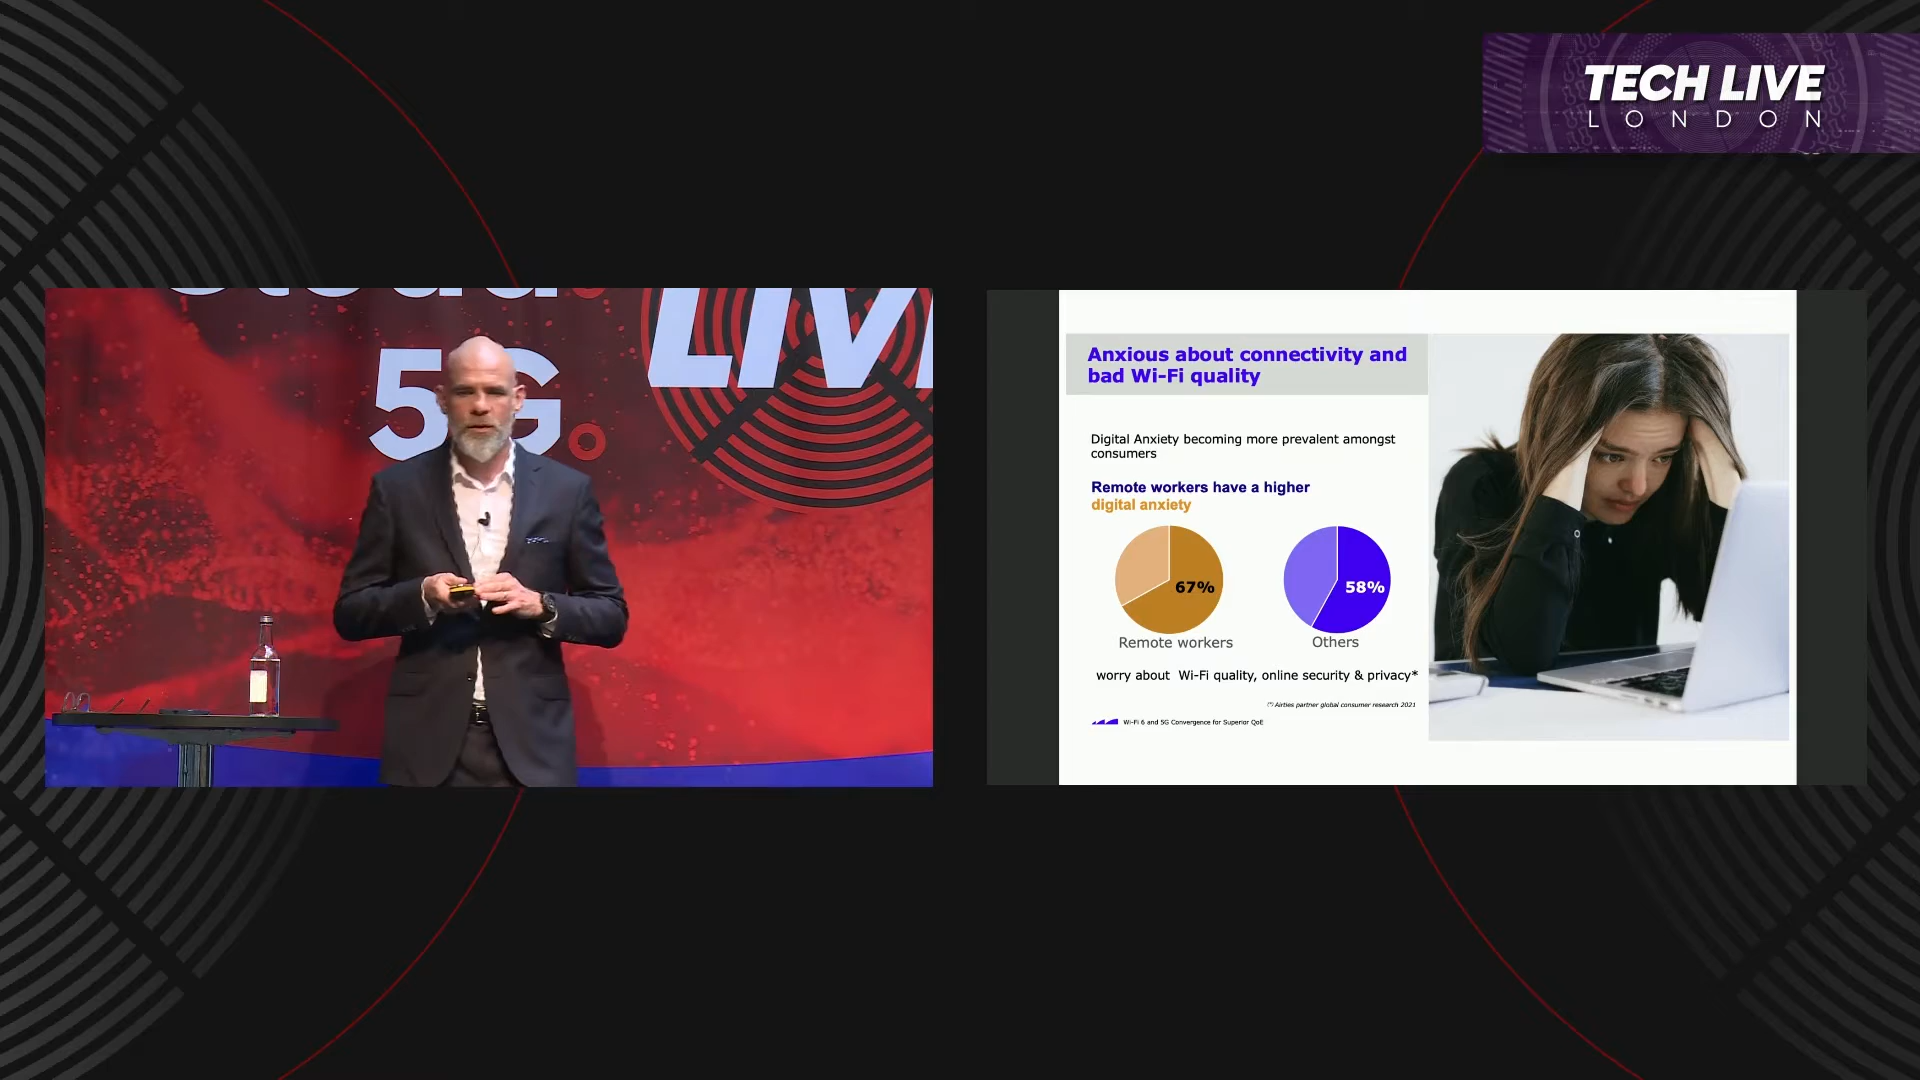 TECH LIVE
LONDON
Cloud.
5G.
LIV
Anxious about connectivity and
bad Wi-Fi quality
Digital Anxiety becoming more prevalent amongst
consumers
Remote workers have a higher
digital anxiety
67%
58%
Remote workers
Others
worry about Wi-Fi quality, online security & privacy*
(*) Airties partner global consumer research 2021
Wi-Fi 6 and 5G Convergence for Superior QoE